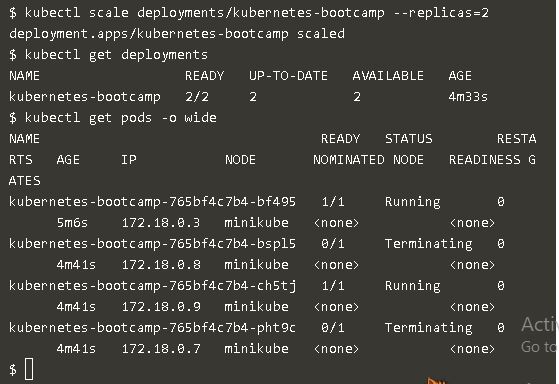 $ kubectl scale deployments/kubernetes-bootcamp --replicas=2
deployment.apps/kubernetes-bootcamp scaled
$ kubectl get deployments
NAME                  READY   UP-TO-DATE   AVAILABLE   AGE
kubernetes-bootcamp   2/2     2            2           4m33s
$ kubectl get pods -o wide
NAME                                   READY   STATUS        RESTA
RTS   AGE     IP           NODE       NOMINATED NODE   READINESS G
ATES
kubernetes-bootcamp-765bf4c7b4-bf495   1/1     Running       0
      5m6s    172.18.0.3   minikube   <none>           <none>
kubernetes-bootcamp-765bf4c7b4-bspl5   0/1     Terminating   0
      4m41s   172.18.0.8   minikube   <none>           <none>
kubernetes-bootcamp-765bf4c7b4-ch5tj   1/1     Running       0
      4m41s   172.18.0.9   minikube   <none>           <none>
kubernetes-bootcamp-765bf4c7b4-pht9c   0/1     Terminating   0
      4m41s   172.18.0.7   minikube   <none>           <none>
$
Acti
Go to